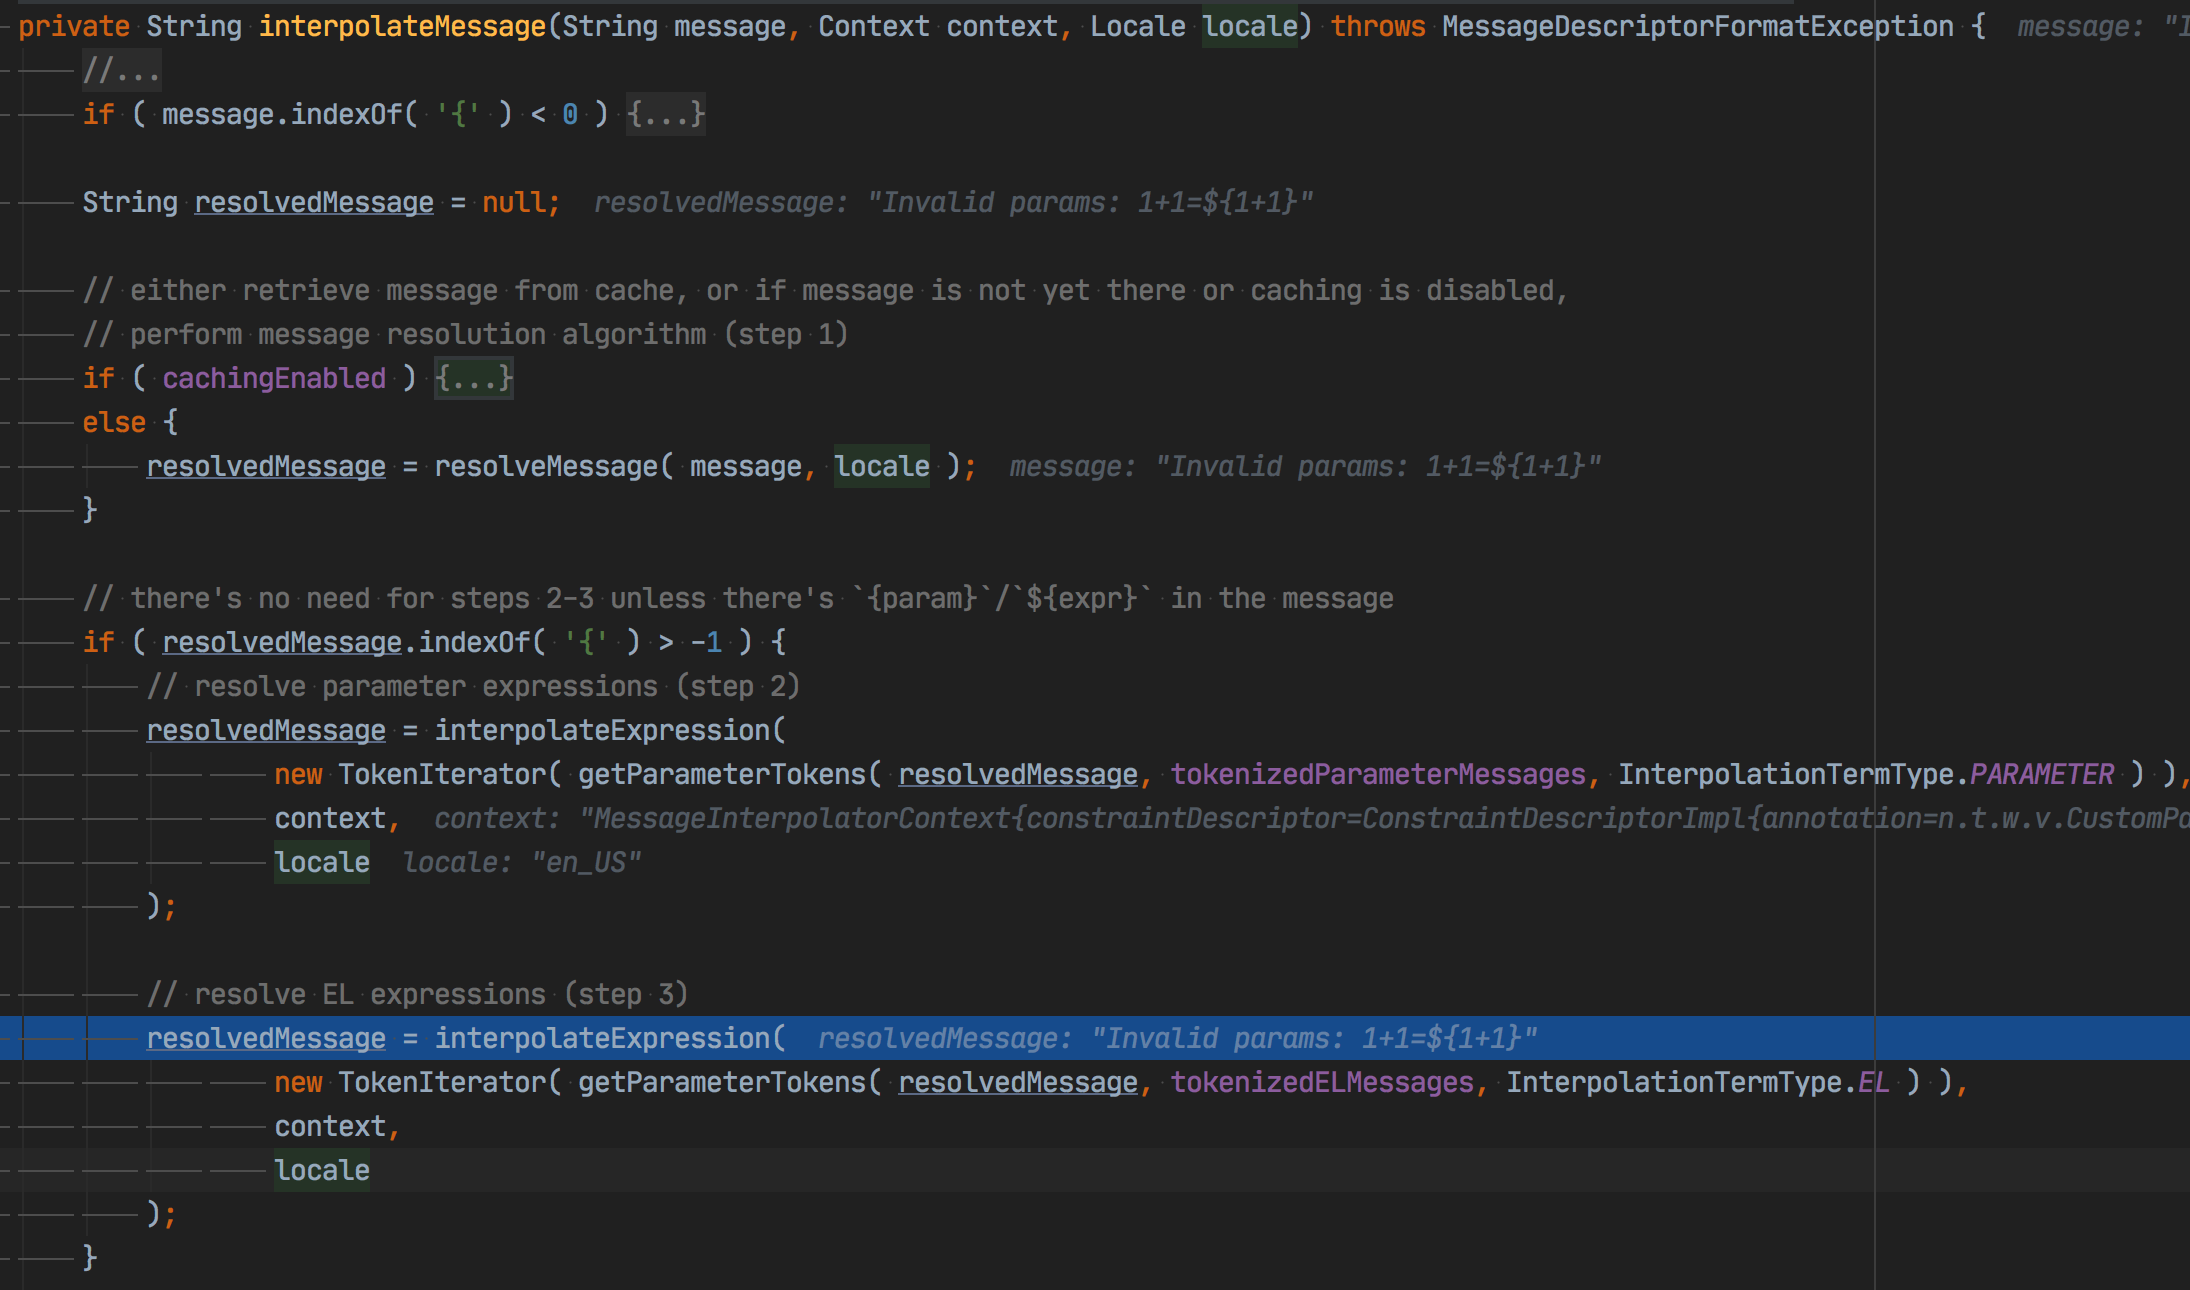 private String interpolateMessage(String message, Context context, Locale locale) throws MessageDescriptorFormatException {  message: "I
//...
if ( message.indexOf( '{' ) < 0 ) {...}
String resolvedMessage = null;  resolvedMessage: "Invalid params: 1+1=${1+1}"
// either retrieve message from cache, or if message is not yet there or caching is disabled,
// perform message resolution algorithm (step 1)
if ( cachingEnabled ) {...}
else {
resolvedMessage = resolveMessage( message, locale );  message: "Invalid params: 1+1=${1+1}"
}
// there's no need for steps 2-3 unless there's `{param}`/`${expr}` in the message
if ( resolvedMessage.indexOf( '{' ) > -1 ) {
// resolve parameter expressions (step 2)
resolvedMessage = interpolateExpression(
new TokenIterator( getParameterTokens( resolvedMessage, tokenizedParameterMessages, InterpolationTermType.PARAMETER ) ),
context,  context: "MessageInterpolatorContext{constraintDescriptor=ConstraintDescriptorImpl{annotation=n.t.w.v.CustomPa
locale  locale: "en_US"
);
// resolve EL expressions (step 3)
resolvedMessage = interpolateExpression(  resolvedMessage: "Invalid params: 1+1=${1+1}"
new TokenIterator( getParameterTokens( resolvedMessage, tokenizedELMessages, InterpolationTermType.EL ) ),
context,
locale
);
}